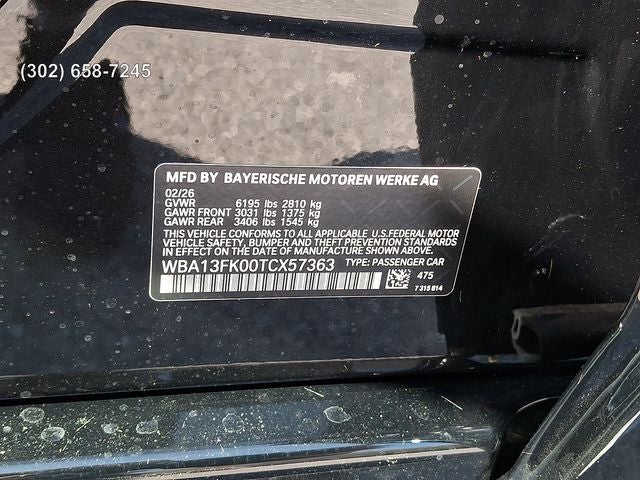 (302) 658-7245
MFD BY BAYERISCHE MOTOREN WERKE AG
02/26
GVWR 6195 lbs 2810 kg
GAWR FRONT 3031 lbs 1375 kg
GAWR REAR 3406 lbs 1545 kg
THIS VEHICLE CONFORMS TO ALL APPLICABLE U.S.FEDERAL MOTOR
VEHICLE SAFETY, BUMPER AND THEFT PREVENTION STANDARDS
IN EFFECT ON THE DATE OF MANUFACTURE SHOWN ABOVE.
WBA13FK00TCX57363 TYPE: PASSENGER CAR
475
7 315 814